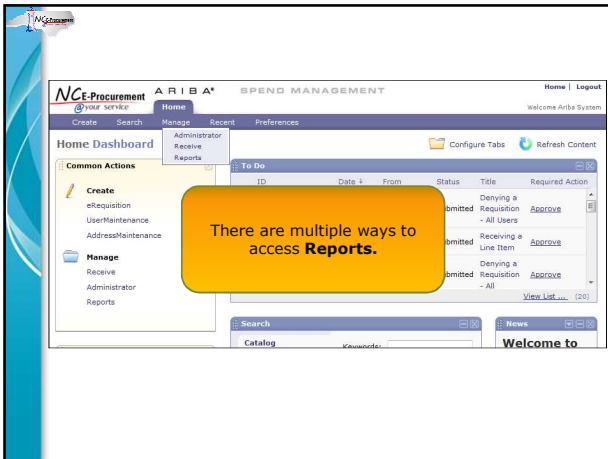 NC E-Procurement
NC E-Procurement
@ your service
ARIBA®
SPEND MANAGEMENT
Home | Logout
Welcome Ariba System
Home
Create Search Manage Recent Preferences
Administrator
Receive
Reports
Home Dashboard
Configure Tabs
Refresh Content
Common Actions
Create
eRequisition
UserMaintenance
AddressMaintenance
Manage
Receive
Administrator
Reports
To Do
ID Date ↓ From Status Title Required Action
bmitted Denying a Requisition - All Users Approve
bmitted Receiving a Line Item Approve
bmitted Denying a Requisition - All Approve
View List ... (20)
There are multiple ways to
access Reports.
Search
Catalog
Keywords:
News
Welcome to